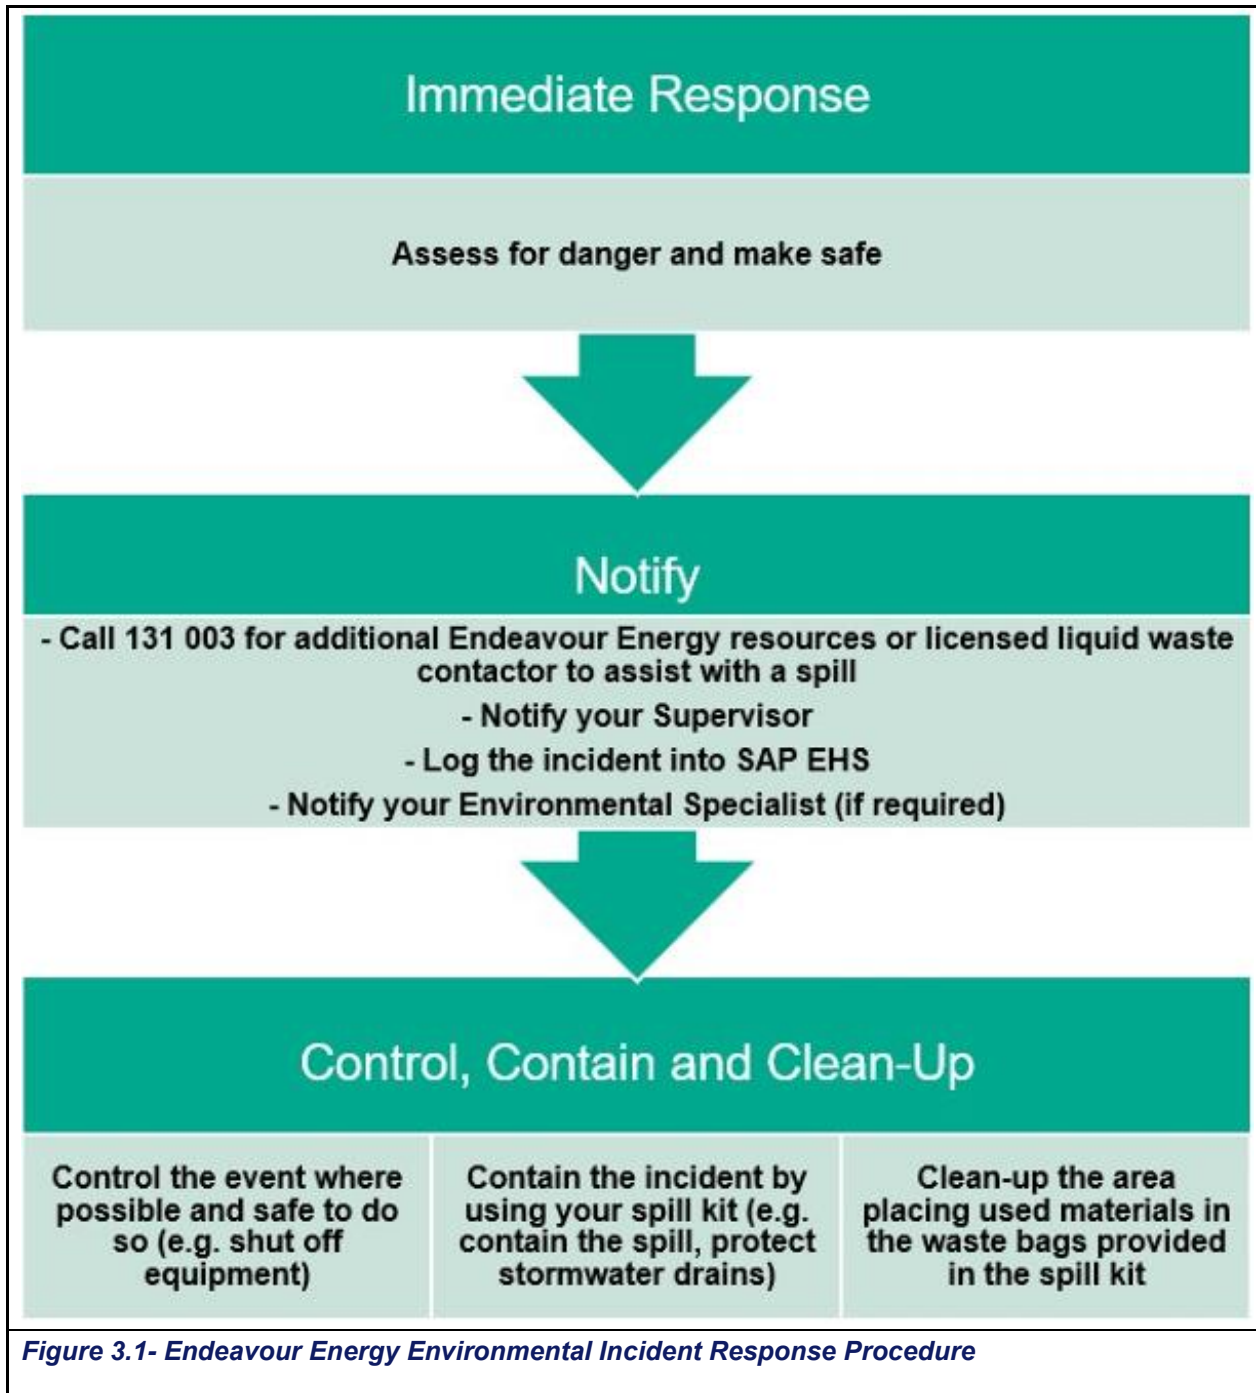 Immediate Response
Assess for danger and make safe
Notify
- Call 131 003 for additional Endeavour Energy resources or licensed liquid waste
contactor to assist with a spill
- Notify your Supervisor
- Log the incident into SAP EHS
- Notify your Environmental Specialist (if required)
Control, Contain and Clean-Up
Control the event where
possible and safe to do
so (e.g. shut off
equipment)
Contain the incident by
using your spill kit (e.g.
contain the spill, protect
stormwater drains)
Clean-up the area
placing used materials in
the waste bags provided
in the spill kit
Figure 3.1- Endeavour Energy Environmental Incident Response Procedure